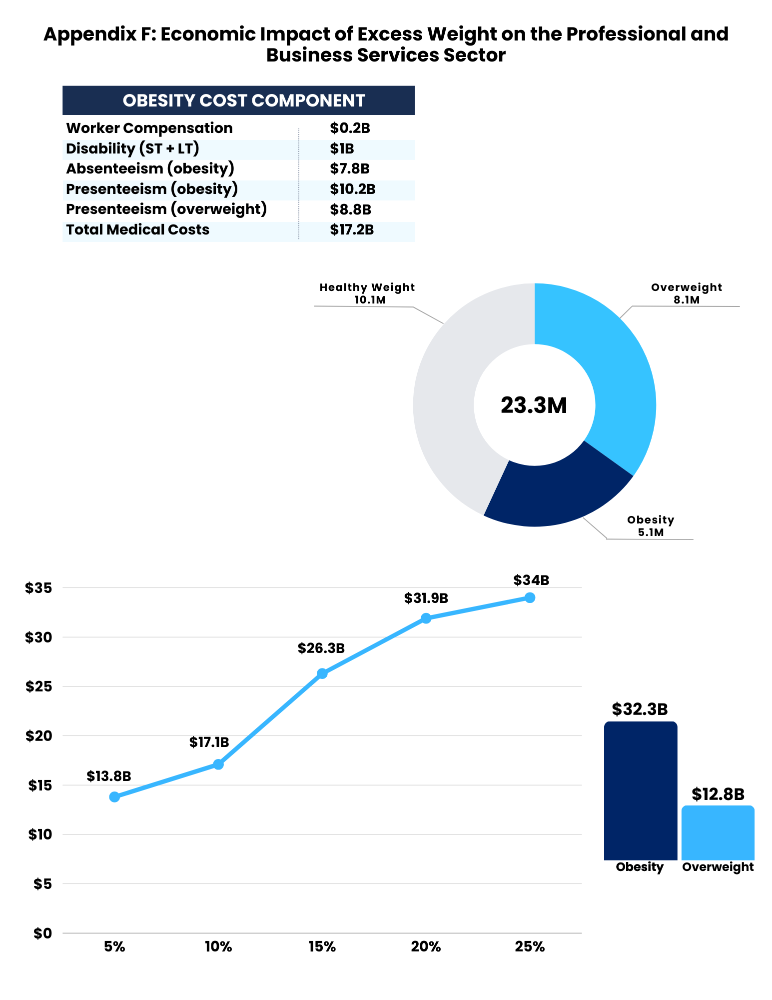 Appendix F: Economic Impact of Excess Weight on the Professional and
Business Services Sector
OBESITY COST COMPONENT
Worker Compensation $0.2B
Disability (ST + LT) $1B
Absenteeism (obesity) $7.8B
Presenteeism (obesity) $10.2B
Presenteeism (overweight) $8.8B
Total Medical Costs $17.2B
Healthy Weight
10.1M
Overweight
8.1M
23.3M
Obesity
5.1M
$35
$30
$25
$20
$15
$10
$5
$0
$13.8B
$17.1B
$26.3B
$31.9B
$34B
5% 10% 15% 20% 25%
$32.3B
$12.8B
Obesity Overweight